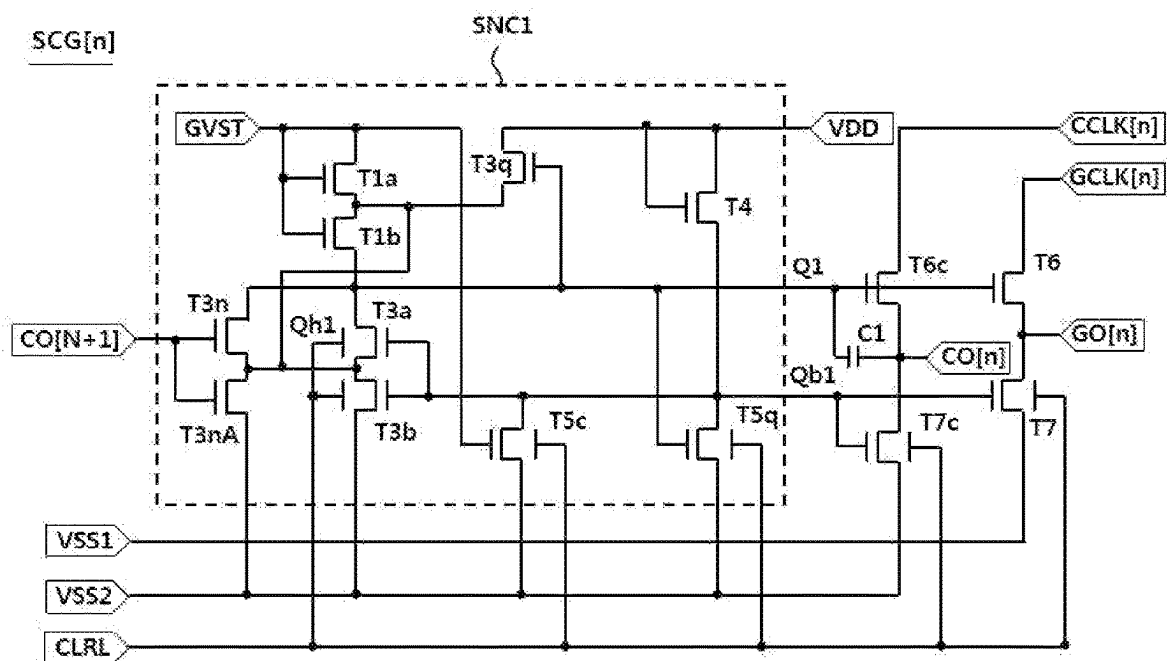 SNC1
SCG[n]
GVST
VDD
CCLK[n]
T1a
T3q
GCLK[n]
T1b
T4
Q1
T6c
T6
T3n
Qh1
T3a
CO[N+1]
C1
GO[n]
CO[n]
Qb1
T3nA
T3b
T5c
T5q
T7c
T7
VSS1
VSS2
CLRL